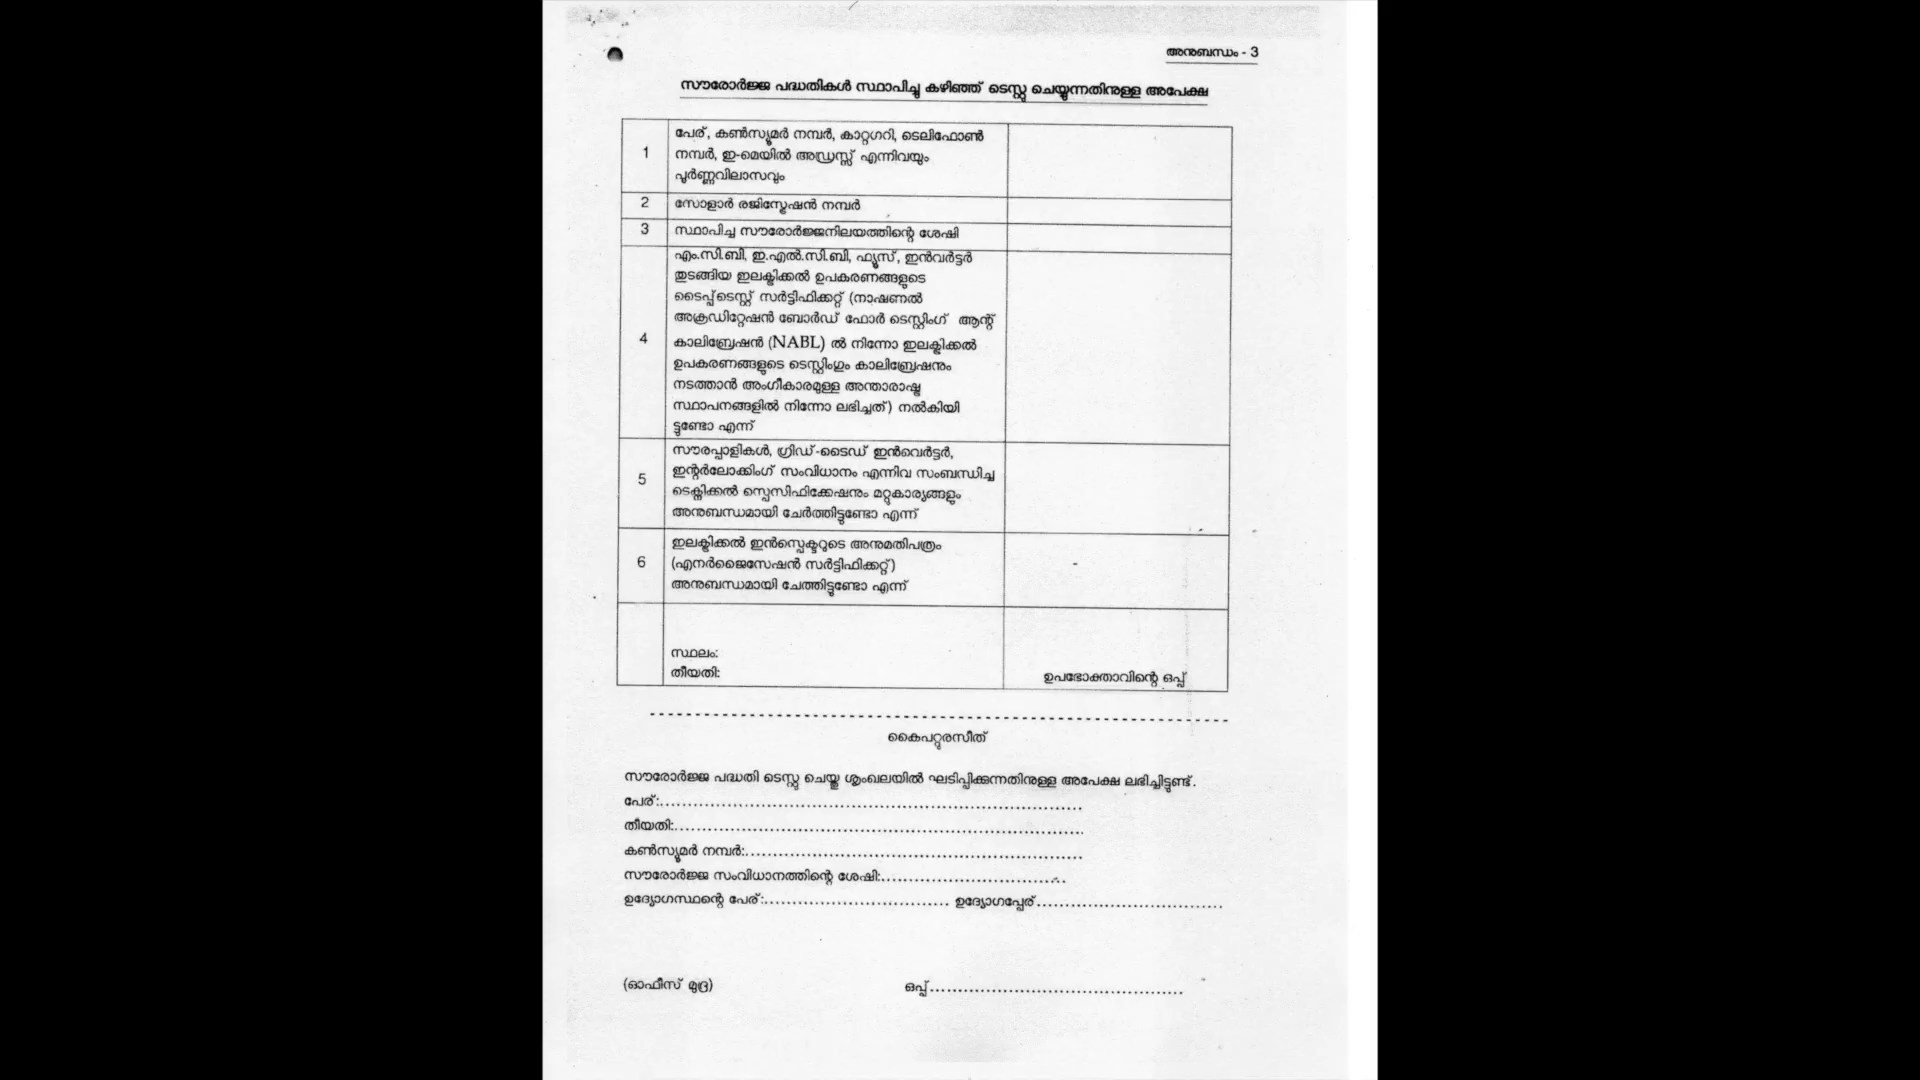 അനുബന്ധം - 3
സൗരോർജ്ജ പദ്ധതികൾ സ്ഥാപിച്ചു കഴിഞ്ഞ് ടെസ്റ്റു ചെയ്യുന്നതിനുള്ള അപേക്ഷ
1
പേര്, കൺസ്യൂമർ നമ്പർ, കാറ്റഗറി, ടെലിഫോൺ
നമ്പർ, ഇ-മെയിൽ അഡ്രസ്സ് എന്നിവയും
പൂർണ്ണവിലാസവും
2 സോളാർ രജിസ്ട്രേഷൻ നമ്പർ
3 സ്ഥാപിച്ച സൗരോർജ്ജനിലയത്തിന്റെ ശേഷി
4
എം.സി.ബി, ഇ.എൽ.സി.ബി, ഫ്യൂസ്, ഇൻവർട്ടർ
തുടങ്ങിയ ഇലക്ട്രിക്കൽ ഉപകരണങ്ങളുടെ
ടൈപ്പ്ടെസ്റ്റ് സർട്ടിഫിക്കറ്റ് (നാഷണൽ
അക്രഡിറ്റേഷൻ ബോർഡ് ഫോർ ടെസ്റ്റിംഗ് ആന്റ്
കാലിബ്രേഷൻ (NABL) ൽ നിന്നോ ഇലക്ട്രിക്കൽ
ഉപകരണങ്ങളുടെ ടെസ്റ്റിംഗും കാലിബ്രേഷനും
നടത്താൻ അംഗീകാരമുള്ള അന്താരാഷ്ട്ര
സ്ഥാപനങ്ങളിൽ നിന്നോ ലഭിച്ചത്) നൽകിയി
ട്ടുണ്ടോ എന്ന്
5
സൗരപ്പാളികൾ, ഗ്രിഡ്-ടൈഡ് ഇൻവെർട്ടർ,
ഇന്റർലോക്കിംഗ് സംവിധാനം എന്നിവ സംബന്ധിച്ച
ടെക്നിക്കൽ സ്പെസിഫിക്കേഷനും മറ്റുകാര്യങ്ങളും
അനുബന്ധമായി ചേർത്തിട്ടുണ്ടോ എന്ന്
6
ഇലക്ട്രിക്കൽ ഇൻസ്പെക്ടറുടെ അനുമതിപത്രം
(എനർജൈസേഷൻ സർട്ടിഫിക്കറ്റ്)
അനുബന്ധമായി ചേത്തിട്ടുണ്ടോ എന്ന്
സ്ഥലം:
തീയതി:
ഉപഭോക്താവിന്റെ ഒപ്പ്
കൈപറ്റുരസീത്
സൗരോർജ്ജ പദ്ധതി ടെസ്റ്റു ചെയ്തു ശൃംഖലയിൽ ഘടിപ്പിക്കുന്നതിനുള്ള അപേക്ഷ ലഭിച്ചിട്ടുണ്ട്.
പേര്:......................................................................
തീയതി:......................................................................
കൺസ്യൂമർ നമ്പർ:..........................................................
സൗരോർജ്ജ സംവിധാനത്തിന്റെ ശേഷി:................................
ഉദ്യോഗസ്ഥന്റെ പേര്:................................ ഉദ്യോഗപ്പേര്................................
(ഓഫീസ് മുദ്ര) ഒപ്പ്..........................................